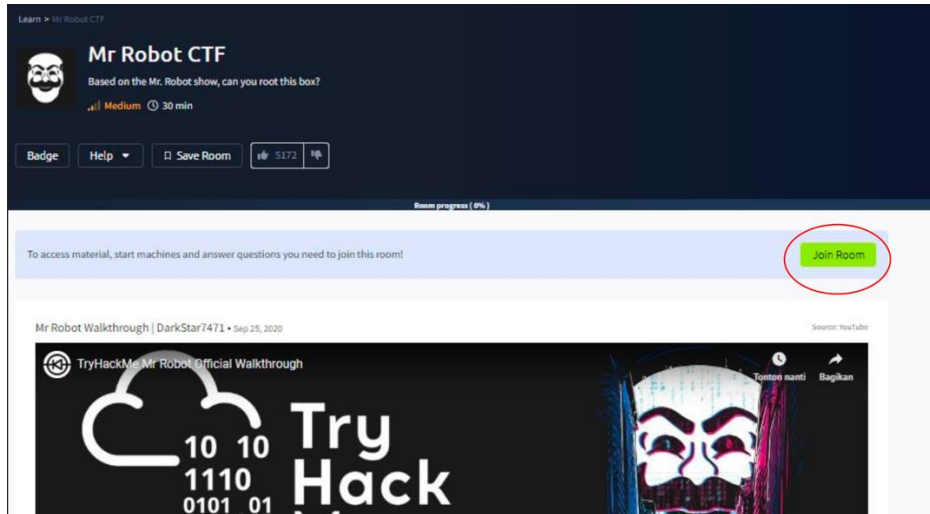 Learn > Mr Robot CTF
Mr Robot CTF
Based on the Mr. Robot show, can you root this box?
Medium 30 min
Badge Help Save Room 5172
Room progress ( 0% )
To access material, start machines and answer questions you need to join this room! Join Room
Mr Robot Walkthrough | DarkStar7471 • Sep 25, 2020 Source: YouTube
TryHackMe Mr Robot Official Walkthrough
Tonton nanti Bagikan
Try
10 10
Hack
1110
0101 01